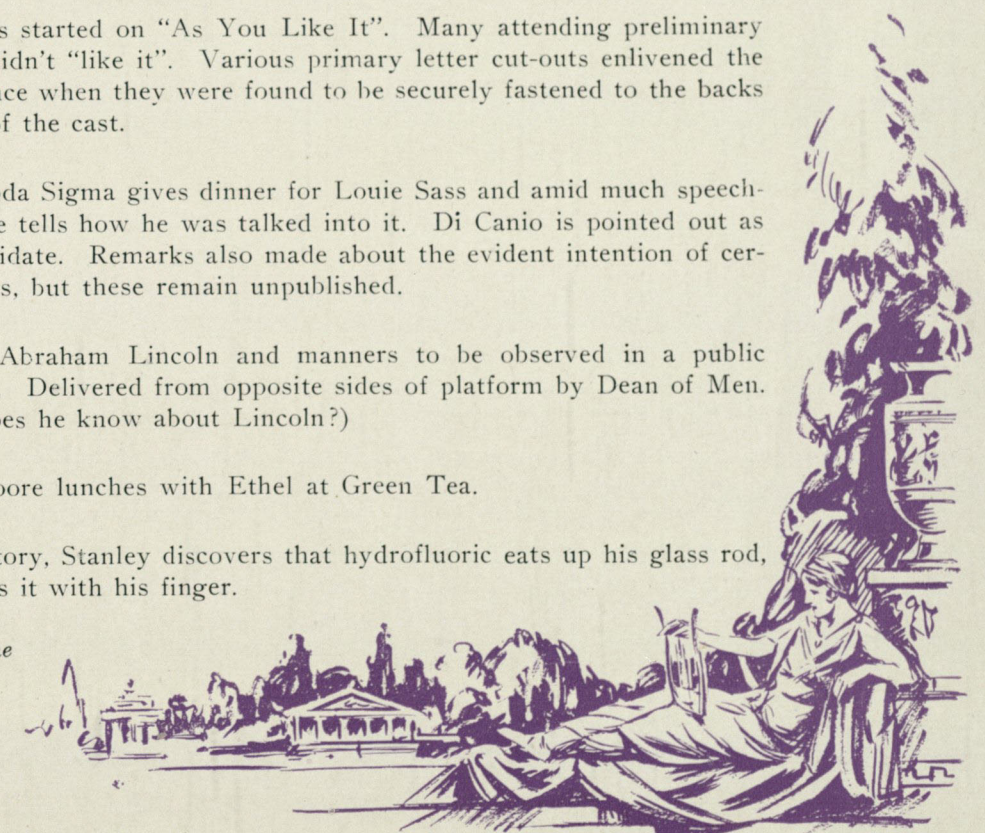 s started on “As You Like It”. Many attending preliminary
idn’t “like it”. Various primary letter cut-outs enlivened the
ce when they were found to be securely fastened to the backs
f the cast.
da Sigma gives dinner for Louie Sass and amid much speech-
e tells how he was talked into it. Di Canio is pointed out as
idate. Remarks also made about the evident intention of cer-
s, but these remain unpublished.
Abraham Lincoln and manners to be observed in a public
. Delivered from opposite sides of platform by Dean of Men.
es he know about Lincoln?)
oore lunches with Ethel at Green Tea.
tory, Stanley discovers that hydrofluoric eats up his glass rod,
s it with his finger.
e